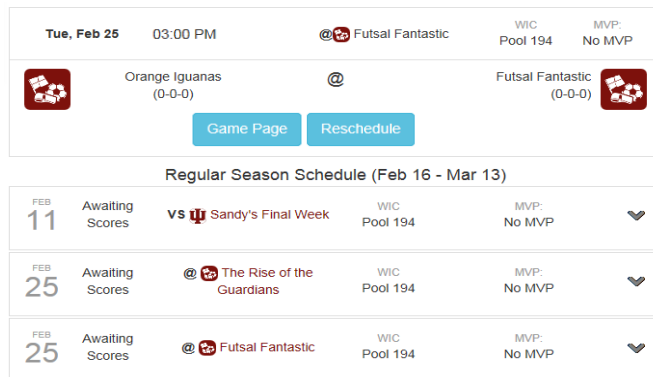 Tue, Feb 25 03:00 PM @ Futsal Fantastic WIC Pool 194 MVP: No MVP
Orange Iguanas (0-0-0) @ Futsal Fantastic (0-0-0)
Game Page Reschedule
Regular Season Schedule (Feb 16 - Mar 13)
FEB 11 Awaiting Scores VS Sandy's Final Week WIC Pool 194 MVP: No MVP
FEB 25 Awaiting Scores @ The Rise of the Guardians WIC Pool 194 MVP: No MVP
FEB 25 Awaiting Scores @ Futsal Fantastic WIC Pool 194 MVP: No MVP